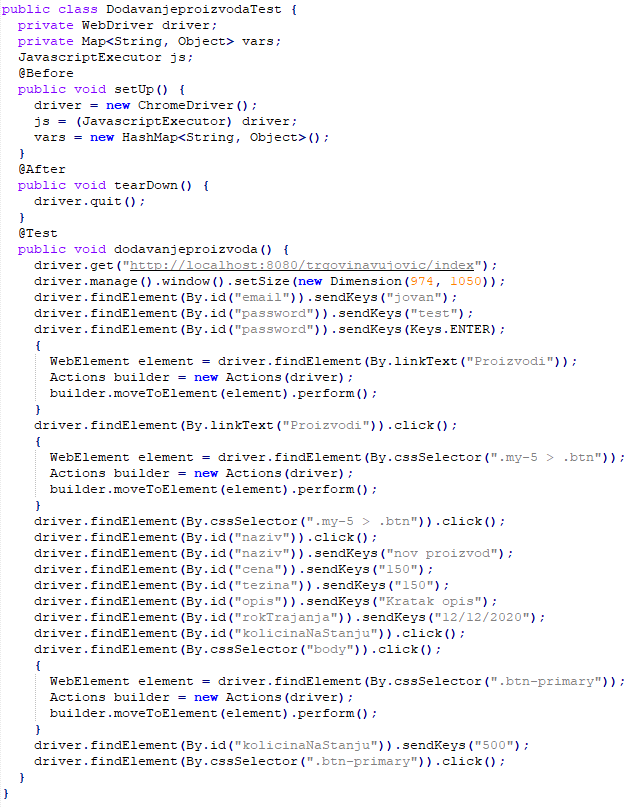 public class DodavanjeproizvodaTest {
  private WebDriver driver;
  private Map<String, Object> vars;
  JavascriptExecutor js;
  @Before
  public void setUp() {
    driver = new ChromeDriver();
    js = (JavascriptExecutor) driver;
    vars = new HashMap<String, Object>();
  }
  @After
  public void tearDown() {
    driver.quit();
  }
  @Test
  public void dodavanjeproizvoda() {
    driver.get("http://localhost:8080/trgovinavujovic/index");
    driver.manage().window().setSize(new Dimension(974, 1050));
    driver.findElement(By.id("email")).sendKeys("jovan");
    driver.findElement(By.id("password")).sendKeys("test");
    driver.findElement(By.id("password")).sendKeys(Keys.ENTER);
    {
      WebElement element = driver.findElement(By.linkText("Proizvodi"));
      Actions builder = new Actions(driver);
      builder.moveToElement(element).perform();
    }
    driver.findElement(By.linkText("Proizvodi")).click();
    {
      WebElement element = driver.findElement(By.cssSelector(".my-5 > .btn"));
      Actions builder = new Actions(driver);
      builder.moveToElement(element).perform();
    }
    driver.findElement(By.cssSelector(".my-5 > .btn")).click();
    driver.findElement(By.id("naziv")).click();
    driver.findElement(By.id("naziv")).sendKeys("nov proizvod");
    driver.findElement(By.id("cena")).sendKeys("150");
    driver.findElement(By.id("tezina")).sendKeys("150");
    driver.findElement(By.id("opis")).sendKeys("Kratak opis");
    driver.findElement(By.id("rokTrajanja")).sendKeys("12/12/2020");
    driver.findElement(By.id("kolicinaNaStanju")).click();
    driver.findElement(By.cssSelector("body")).click();
    {
      WebElement element = driver.findElement(By.cssSelector(".btn-primary"));
      Actions builder = new Actions(driver);
      builder.moveToElement(element).perform();
    }
    driver.findElement(By.id("kolicinaNaStanju")).sendKeys("500");
    driver.findElement(By.cssSelector(".btn-primary")).click();
  }
}